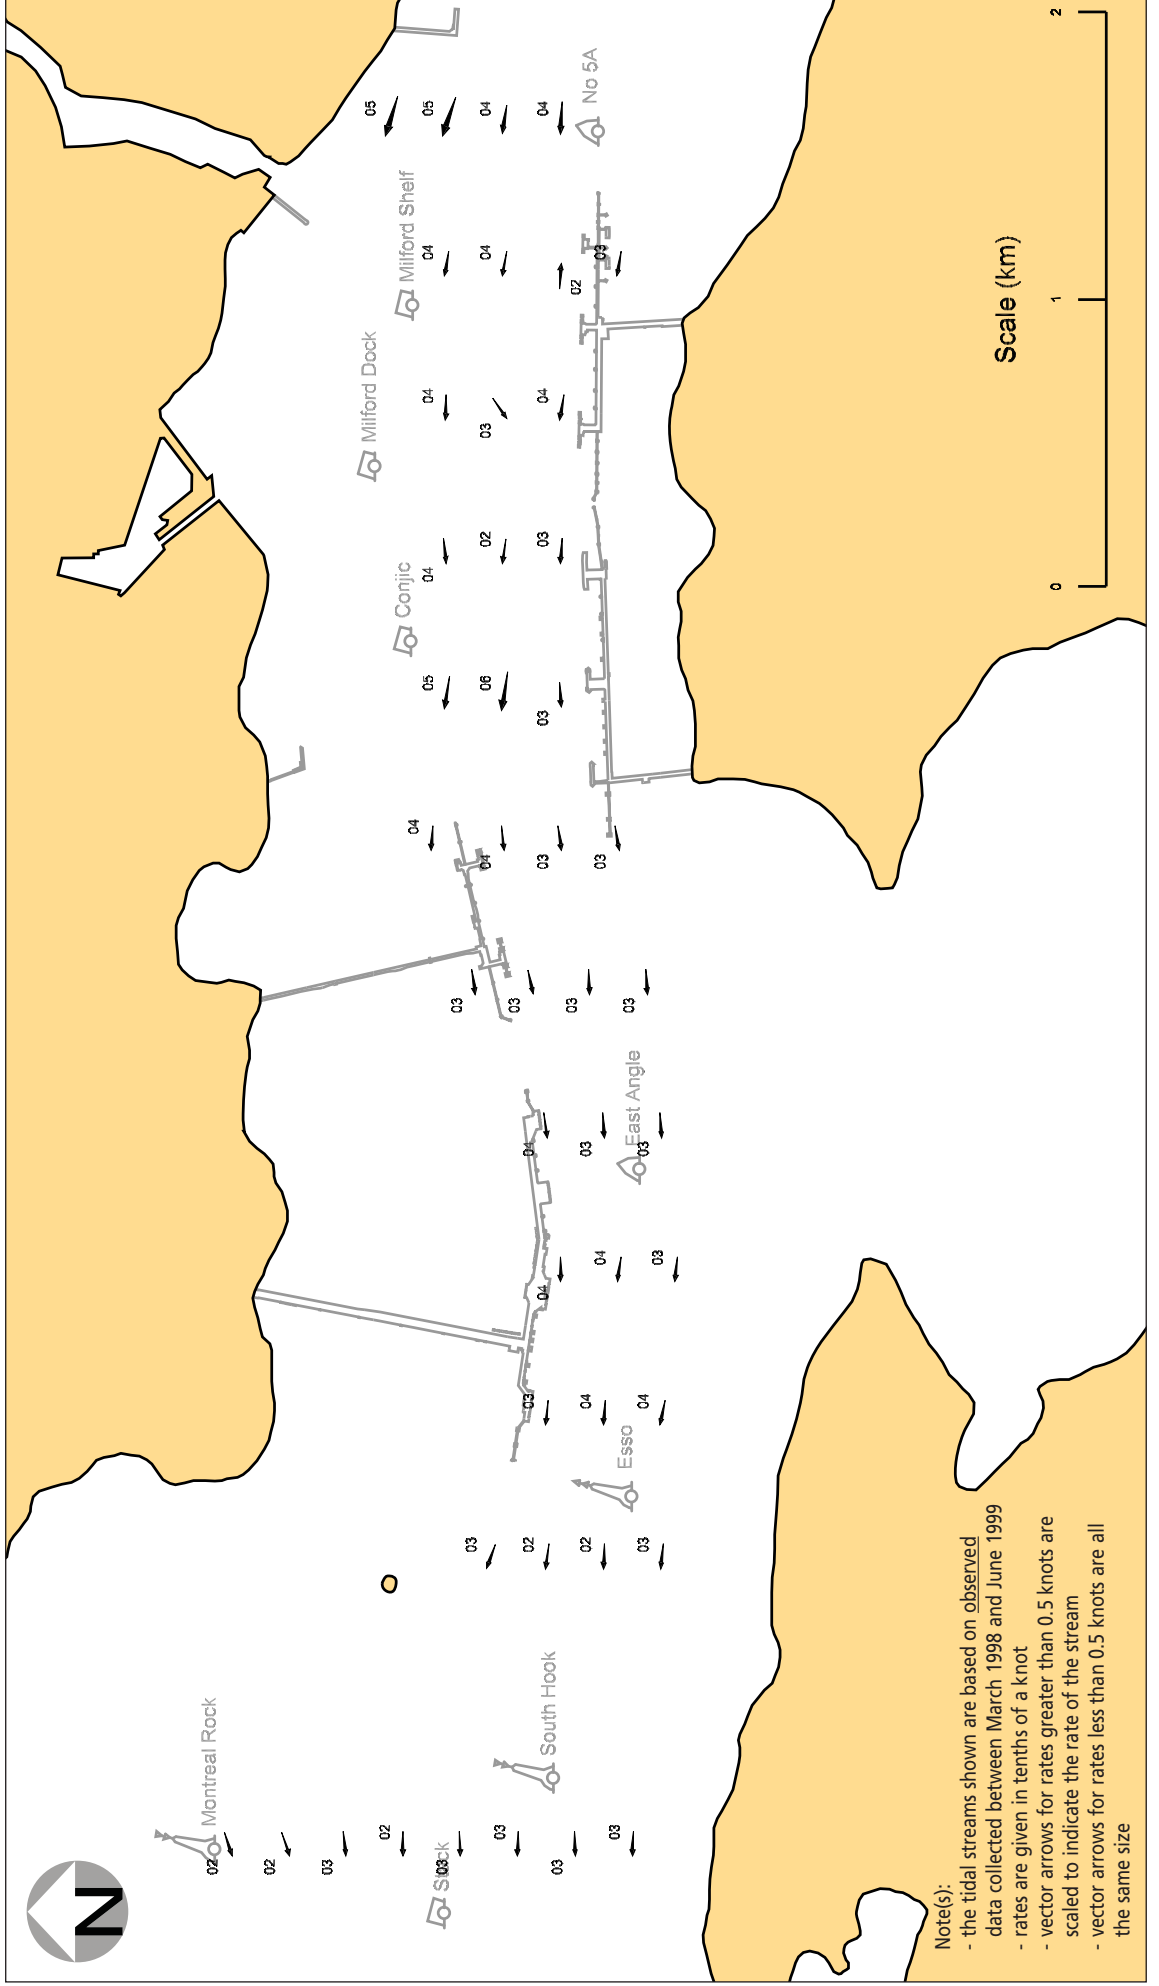 N
Montreal Rock
02
02
03
02
03
Stack
03
South Hook
03
03
03
02
02
03
Esso
03
04
04
04
04
03
04
03
03
East Angle
03
03
03
03
04
04
03
03
05
06
03
Conjic
04
02
03
Milford Dock
04
03
04
Milford Shelf
04
04
02
03
05
05
04
04
No 5A
Scale (km)
0
1
2
Note(s):
- the tidal streams shown are based on observed
data collected between March 1998 and June 1999
- rates are given in tenths of a knot
- vector arrows for rates greater than 0.5 knots are
scaled to indicate the rate of the stream
- vector arrows for rates less than 0.5 knots are all
the same size